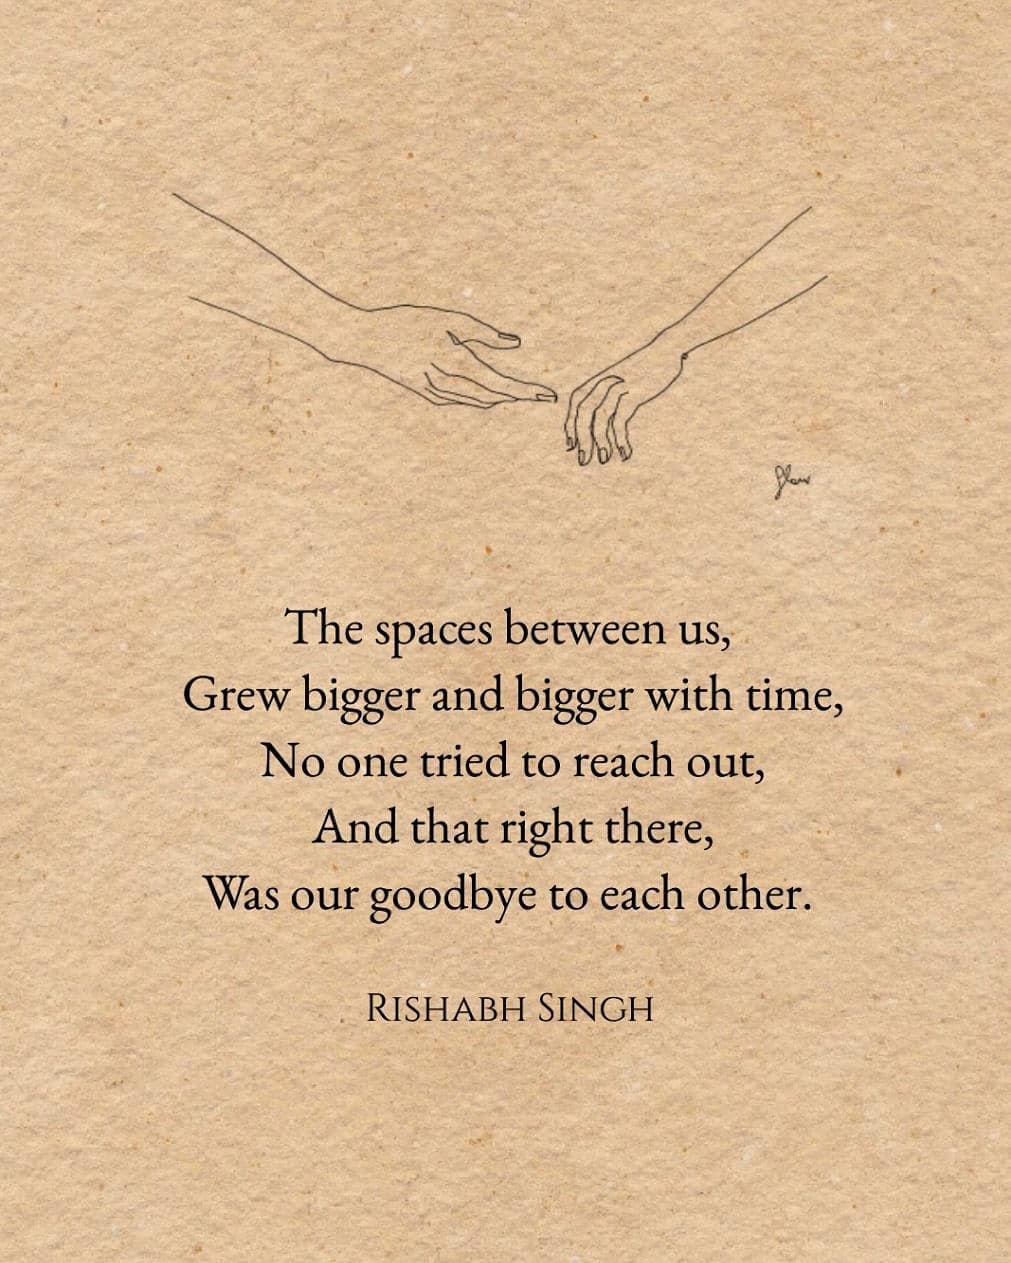 The spaces between us,
Grew bigger and bigger with time,
No one tried to reach out,
And that right there,
Was our goodbye to each other.
Rishabh Singh